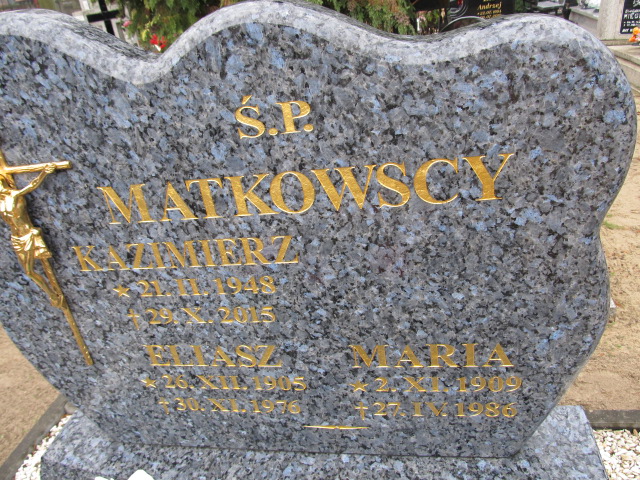 Ś.P.
MATKOWSCY
KAZIMIERZ
★ 21. II. 1948
† 29. X. 2015
ELIASZ
★ 26. XII. 1905
† 30. XI. 1976
MARIA
★ 2. XI. 1909
† 27. IV. 1986
Andrzej